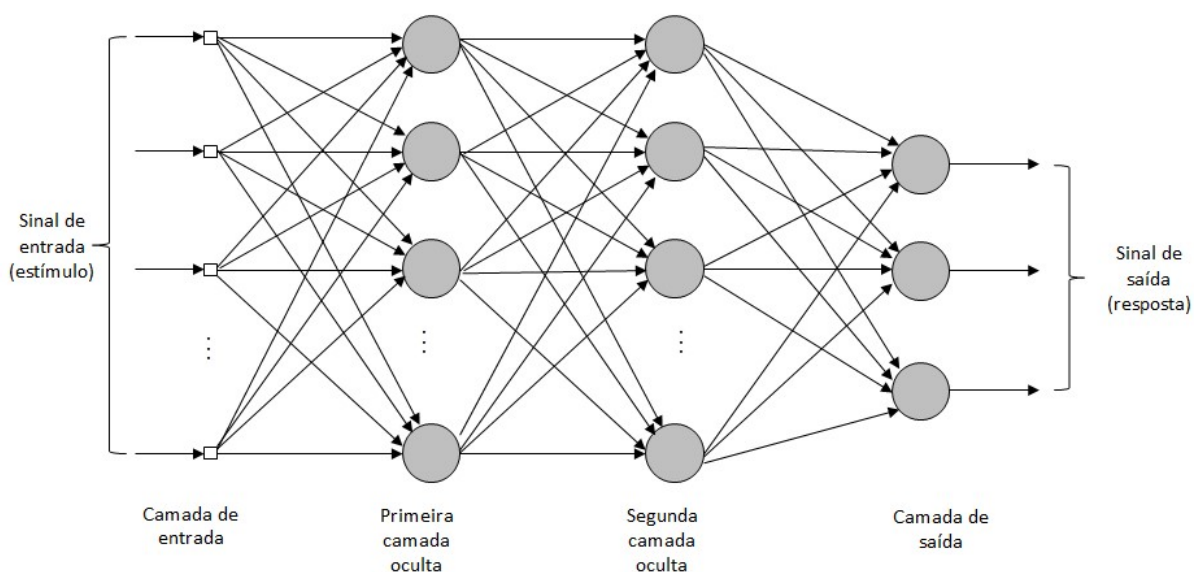 Sinal de
entrada
(estímulo)
Sinal de
saída
(resposta)
Camada de
entrada
Primeira
camada
oculta
Segunda
camada
oculta
Camada de
saída